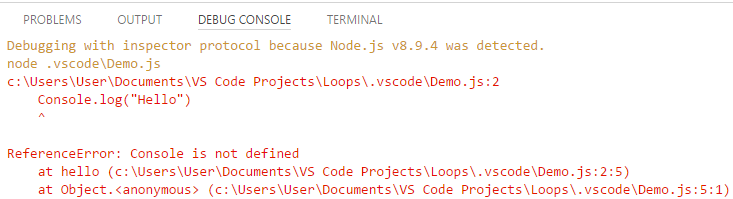 PROBLEMS OUTPUT DEBUG CONSOLE TERMINAL
Debugging with inspector protocol because Node.js v8.9.4 was detected.
node .vscode\Demo.js
c:\Users\User\Documents\VS Code Projects\Loops\.vscode\Demo.js:2
    Console.log("Hello")
    ^
ReferenceError: Console is not defined
    at hello (c:\Users\User\Documents\VS Code Projects\Loops\.vscode\Demo.js:2:5)
    at Object.<anonymous> (c:\Users\User\Documents\VS Code Projects\Loops\.vscode\Demo.js:5:1)